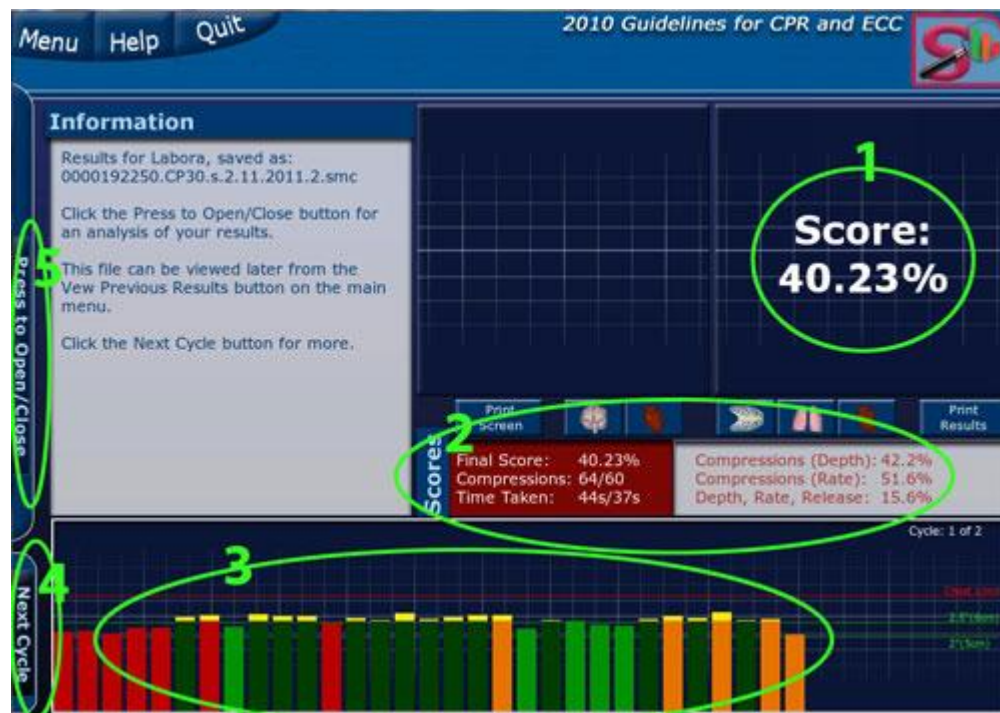 Menu Help Quit
2010 Guidelines for CPR and ECC
Information
Results for Labora, saved as:
0000192250.CP30.s.2.11.2011.2.smc
Click the Press to Open/Close button for
an analysis of your results.
This file can be viewed later from the
Vew Previous Results button on the main
menu.
Click the Next Cycle button for more.
5
Press to Open/Close
1
Score:
40.23%
Print
Screen
Print
Results
2
Scores
Final Score: 40.23%
Compressions: 64/60
Time Taken: 44s/37s
Compressions (Depth): 42.2%
Compressions (Rate): 51.6%
Depth, Rate, Release: 15.6%
Cycle: 1 of 2
3
4
Next Cycle
2"(5cm)